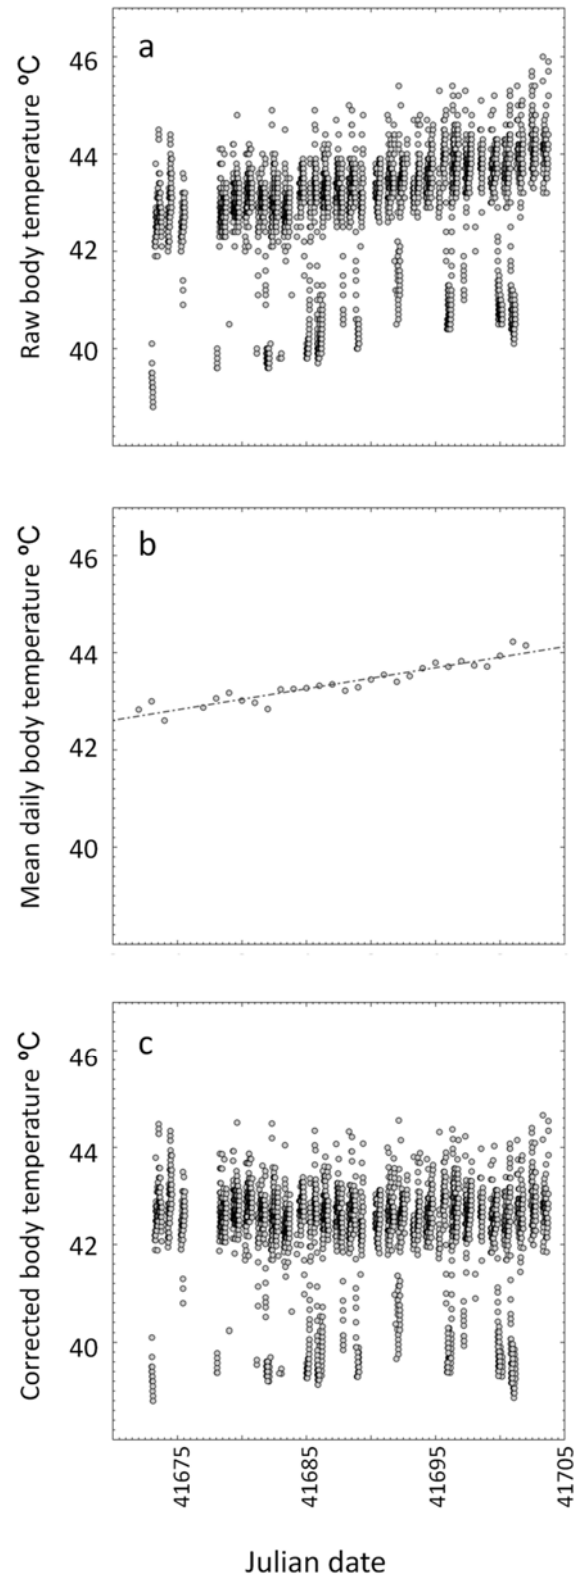 a
Raw body temperature ºC
46
44
42
40
b
Mean daily body temperature ºC
46
44
42
40
c
Corrected body temperature ºC
46
44
42
40
41675
41685
41695
41705
Julian date